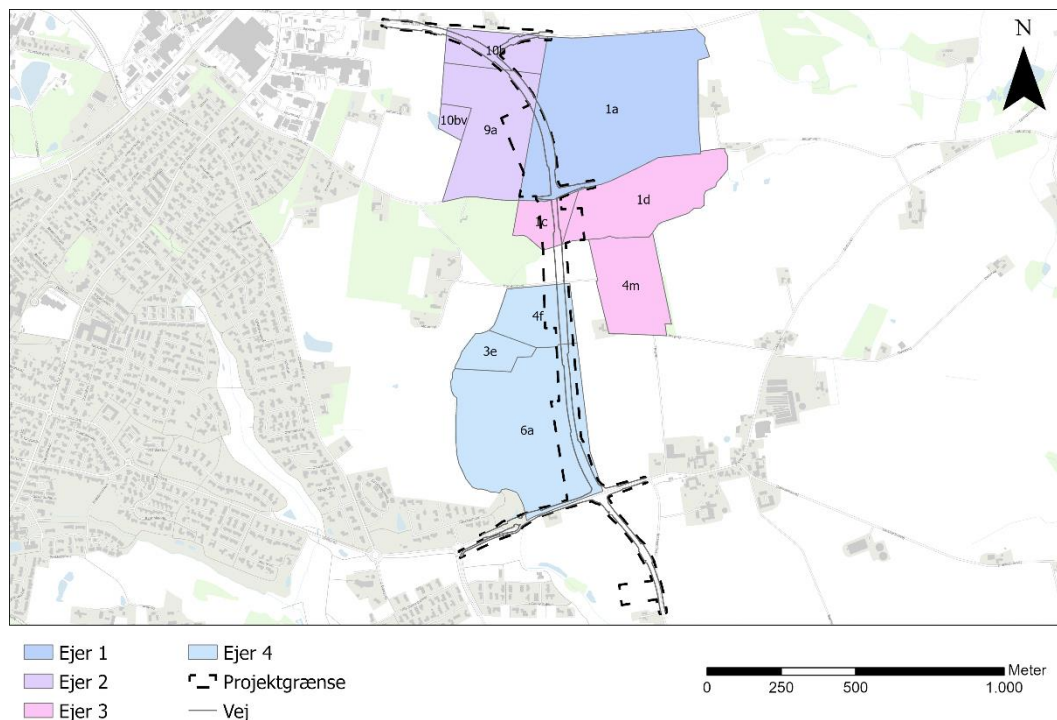 N
10b
1a
10bv
9a
1d
1c
4m
4f
3e
6a
Ejer 1
Ejer 4
Ejer 2
Projektgrænse
Ejer 3
Vej
Meter
0
250
500
1.000